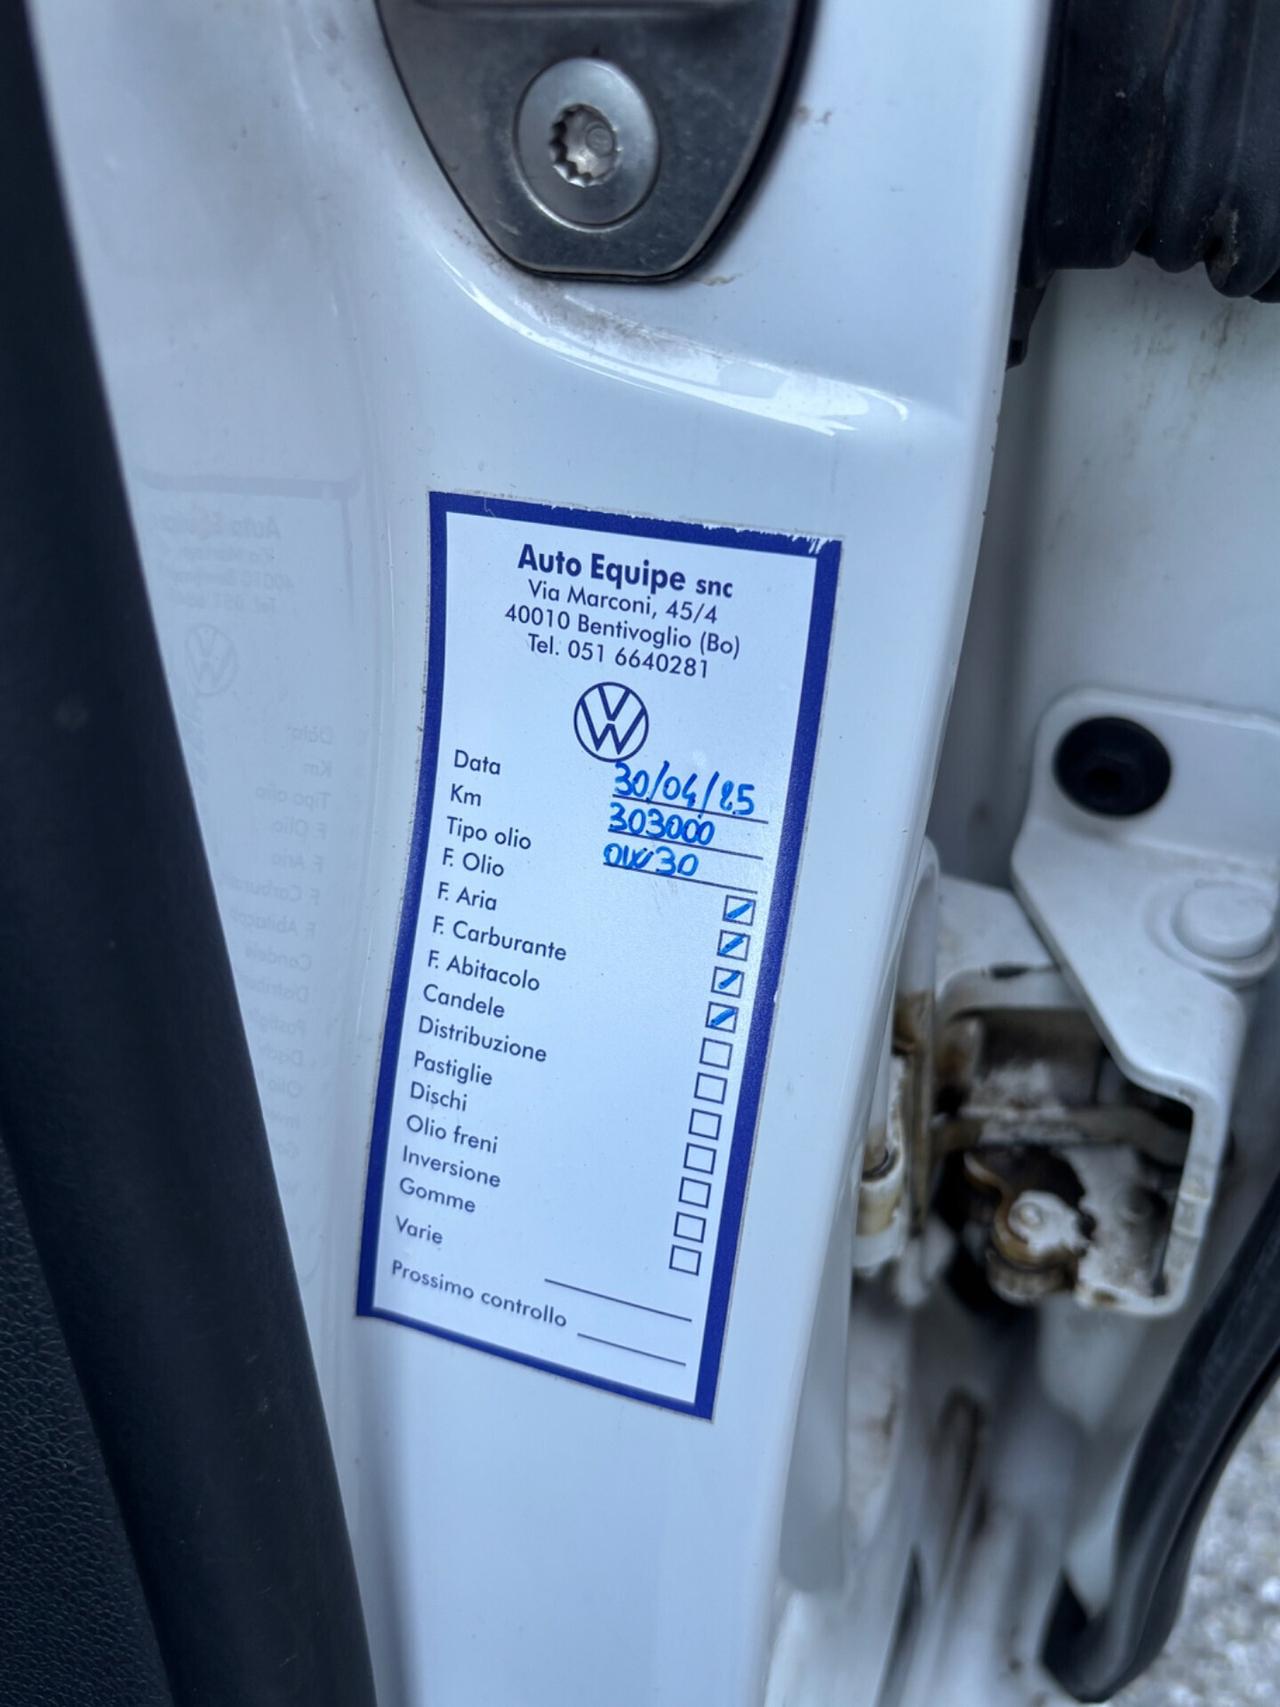 Auto Equipe snc
Via Marconi, 45/4
40010 Bentivoglio (Bo)
Tel. 051 6640281
Data 30/04/25
Km 303000
Tipo olio 0W30
F. Olio
F. Aria
F. Carburante
F. Abitacolo
Candele
Distribuzione
Pastiglie
Dischi
Olio freni
Inversione
Gomme
Varie
Prossimo controllo